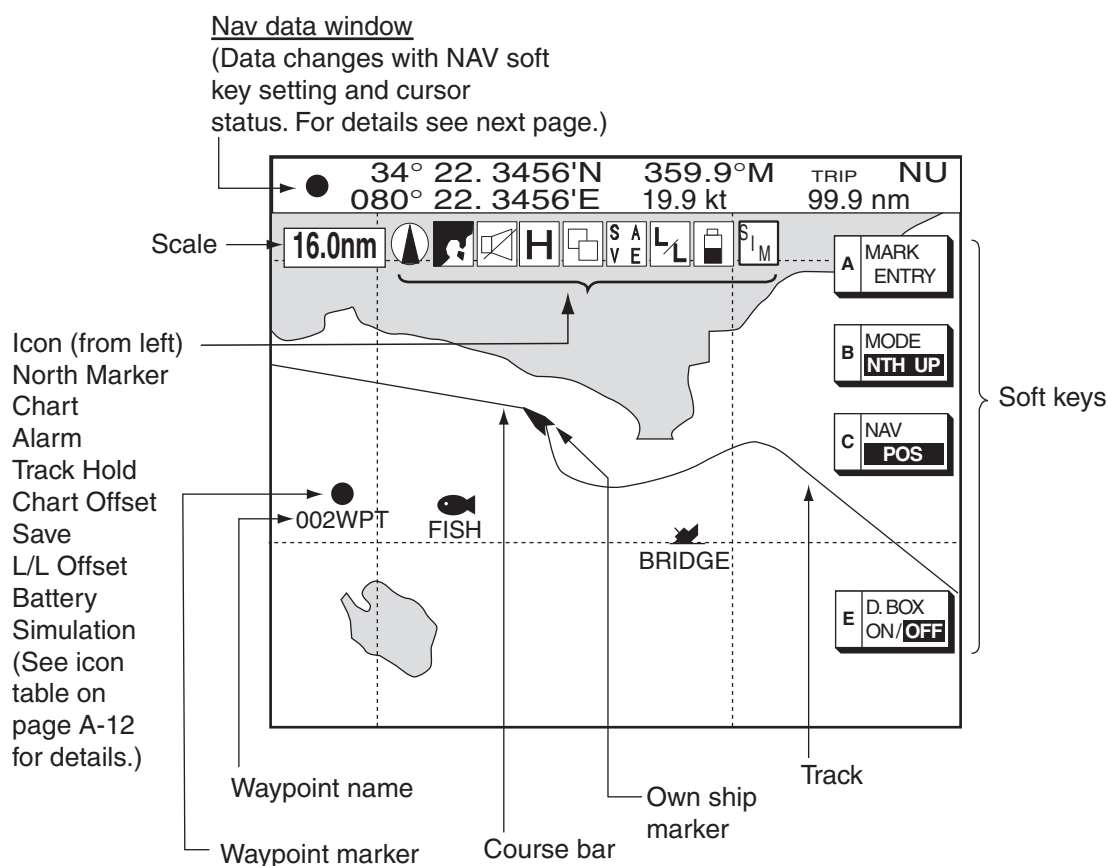 Nav data window
(Data changes with NAV soft
key setting and cursor
status. For details see next page.)
34° 22. 3456'N 359.9°M TRIP NU
080° 22. 3456'E 19.9 kt 99.9 nm
Scale
16.0nm
H
S A
V E
L/L
SIM
A MARK
ENTRY
B MODE
NTH UP
C NAV
POS
E D. BOX
ON/OFF
Soft keys
Icon (from left)
North Marker
Chart
Alarm
Track Hold
Chart Offset
Save
L/L Offset
Battery
Simulation
(See icon
table on
page A-12
for details.)
002WPT
FISH
BRIDGE
Waypoint name
Waypoint marker
Course bar
Own ship
marker
Track